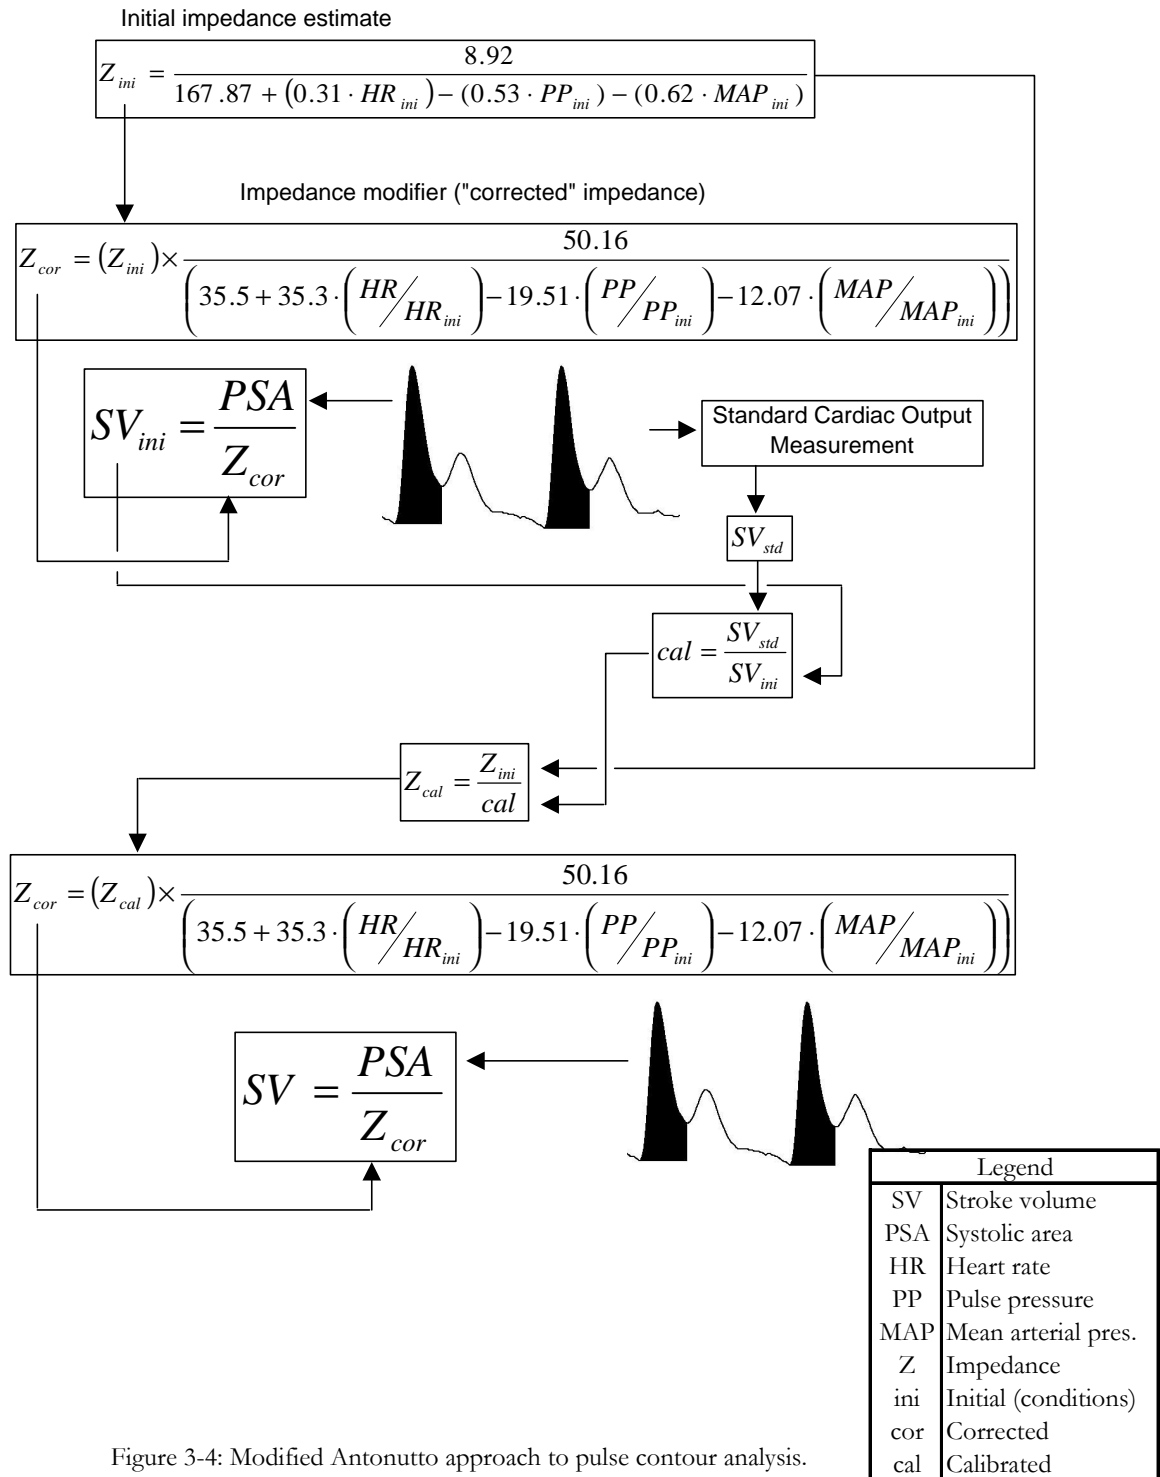 Initial impedance estimate
Z_ini = 8.92 / (167.87 + (0.31 · HR_ini) − (0.53 · PP_ini) − (0.62 · MAP_ini))
Impedance modifier ("corrected" impedance)
Z_cor = (Z_ini) × 50.16 / (35.5 + 35.3 · (HR/HR_ini) − 19.51 · (PP/PP_ini) − 12.07 · (MAP/MAP_ini))
SV_ini = PSA / Z_cor
Standard Cardiac Output
Measurement
SV_std
cal = SV_std / SV_ini
Z_cal = Z_ini / cal
Z_cor = (Z_cal) × 50.16 / (35.5 + 35.3 · (HR/HR_ini) − 19.51 · (PP/PP_ini) − 12.07 · (MAP/MAP_ini))
SV = PSA / Z_cor
Legend
SV Stroke volume
PSA Systolic area
HR Heart rate
PP Pulse pressure
MAP Mean arterial pres.
Z Impedance
ini Initial (conditions)
cor Corrected
cal Calibrated
Figure 3-4: Modified Antonutto approach to pulse contour analysis.